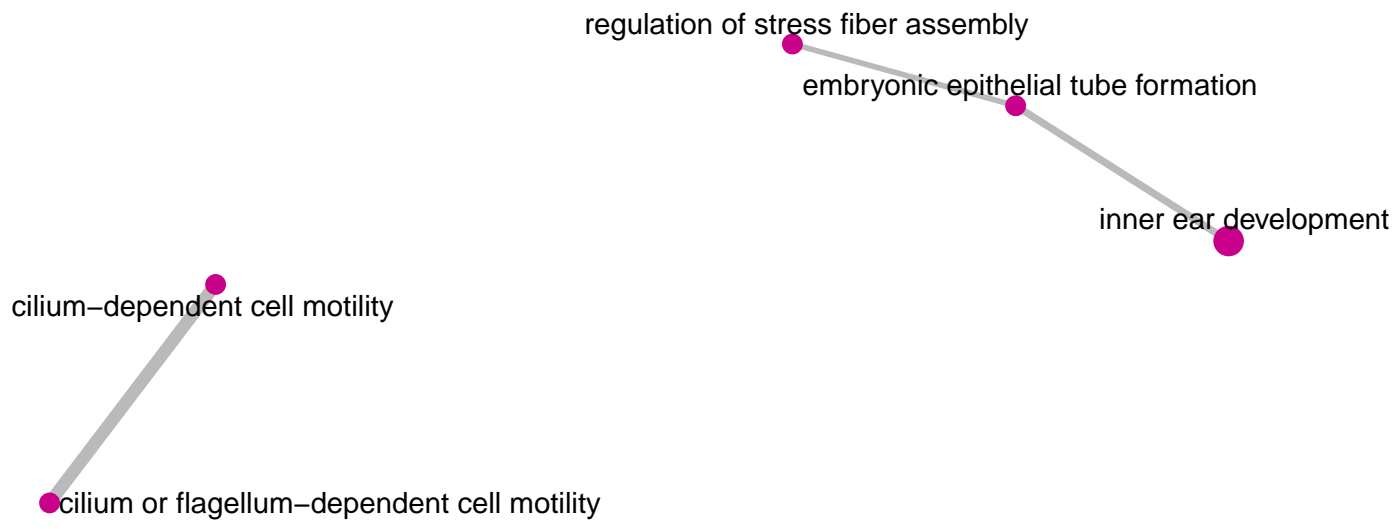 regulation of stress fiber assembly
embryonic epithelial tube formation
inner ear development
cilium−dependent cell motility
cilium or flagellum−dependent cell motility